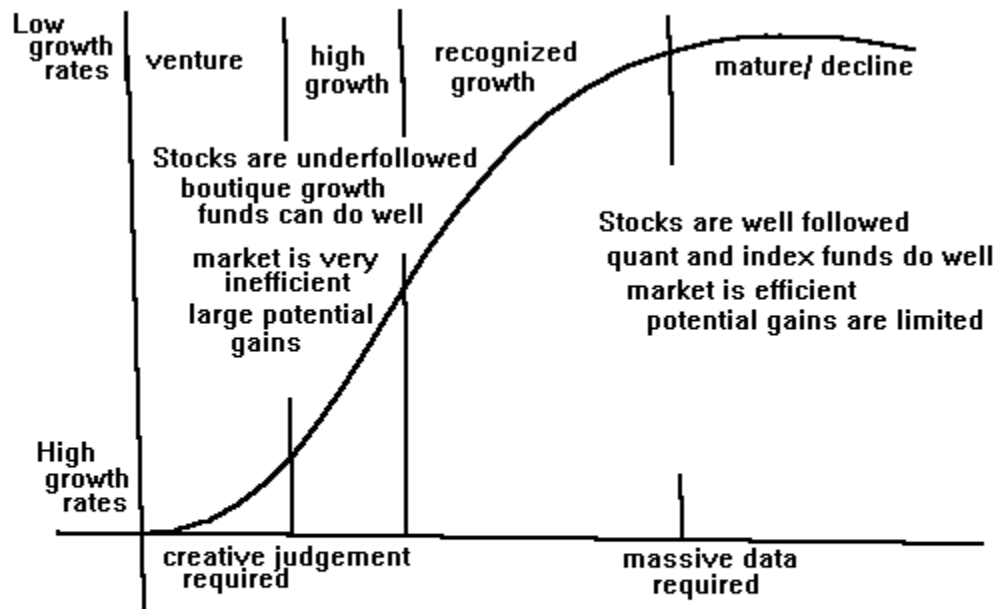 Low
growth
rates
venture
high
growth
recognized
growth
mature/ decline
Stocks are underfollowed
boutique growth
funds can do well
market is very
inefficient
large potential
gains
Stocks are well followed
quant and index funds do well
market is efficient
potential gains are limited
High
growth
rates
creative judgement
required
massive data
required